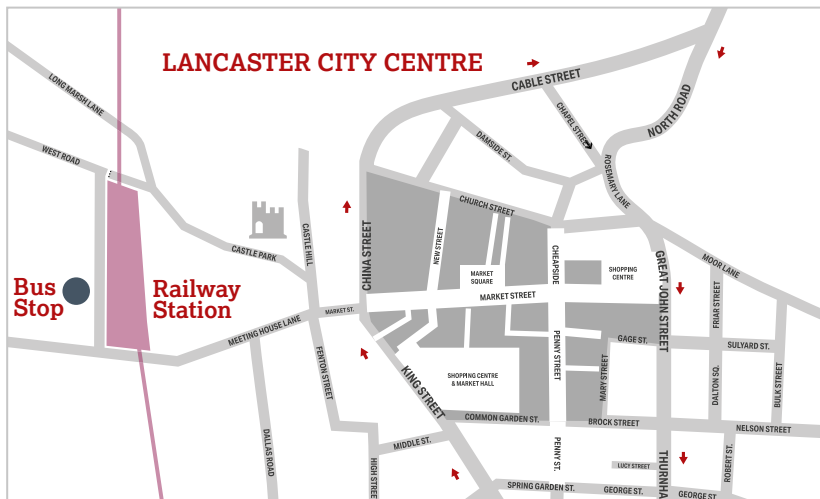 LANCASTER CITY CENTRE
CABLE STREET
NORTH ROAD
LONG MARSH LANE
CHAPEL STREET
DAMSIDE ST.
WEST ROAD
ROSEMARY LANE
CHURCH STREET
CASTLE HILL
CHINA STREET
NEW STREET
CASTLE PARK
CHEAPSIDE
GREAT JOHN STREET
MOOR LANE
MARKET
SQUARE
SHOPPING
CENTRE
Bus
Stop
Railway
Station
MARKET STREET
MARKET ST.
FRIAR STREET
MEETING HOUSE LANE
PENNY STREET
GAGE ST.
SULYARD ST.
FENTON STREET
KING STREET
SHOPPING CENTRE
& MARKET HALL
MARY STREET
DALTON SQ.
BULK STREET
COMMON GARDEN ST.
BROCK STREET
NELSON STREET
DALLAS ROAD
MIDDLE ST.
PENNY ST.
HIGH STREE
THURNHA
ROBERT ST.
LUCY STREET
SPRING GARDEN ST.
GEORGE ST.
GEORGE ST.